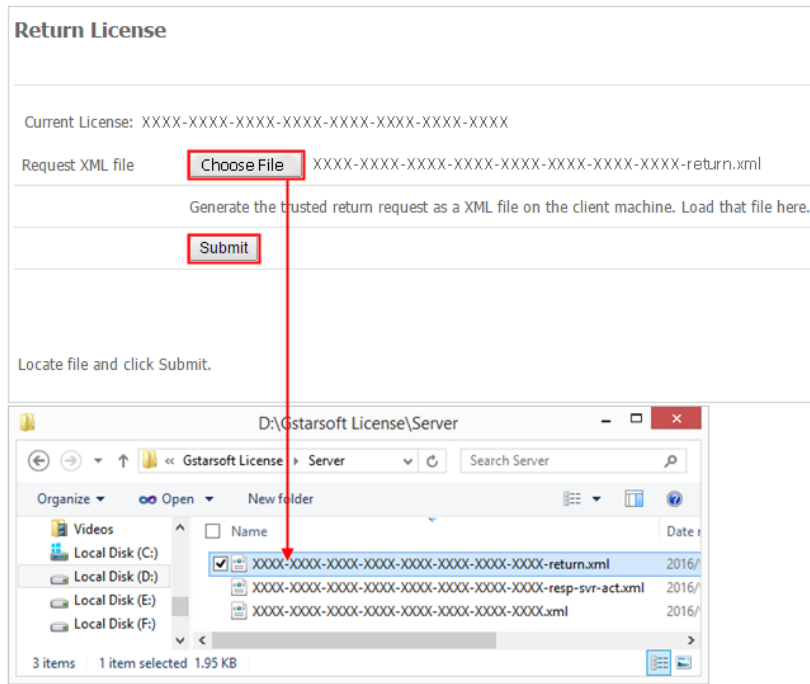 Return License
Current License: XXXX-XXXX-XXXX-XXXX-XXXX-XXXX-XXXX-XXXX
Request XML file Choose File XXXX-XXXX-XXXX-XXXX-XXXX-XXXX-XXXX-XXXX-return.xml
Generate the trusted return request as a XML file on the client machine. Load that file here.
Submit
Locate file and click Submit.
D:\Gstarsoft License\Server
« Gstarsoft License Server Search Server
Organize Open New folder
Videos
Local Disk (C:)
Local Disk (D:)
Local Disk (E:)
Local Disk (F:)
Name Date r
XXXX-XXXX-XXXX-XXXX-XXXX-XXXX-XXXX-XXXX-return.xml 2016/
XXXX-XXXX-XXXX-XXXX-XXXX-XXXX-XXXX-XXXX-resp-svr-act.xml 2016/
XXXX-XXXX-XXXX-XXXX-XXXX-XXXX-XXXX-XXXX.xml 2016/
3 items 1 item selected 1.95 KB